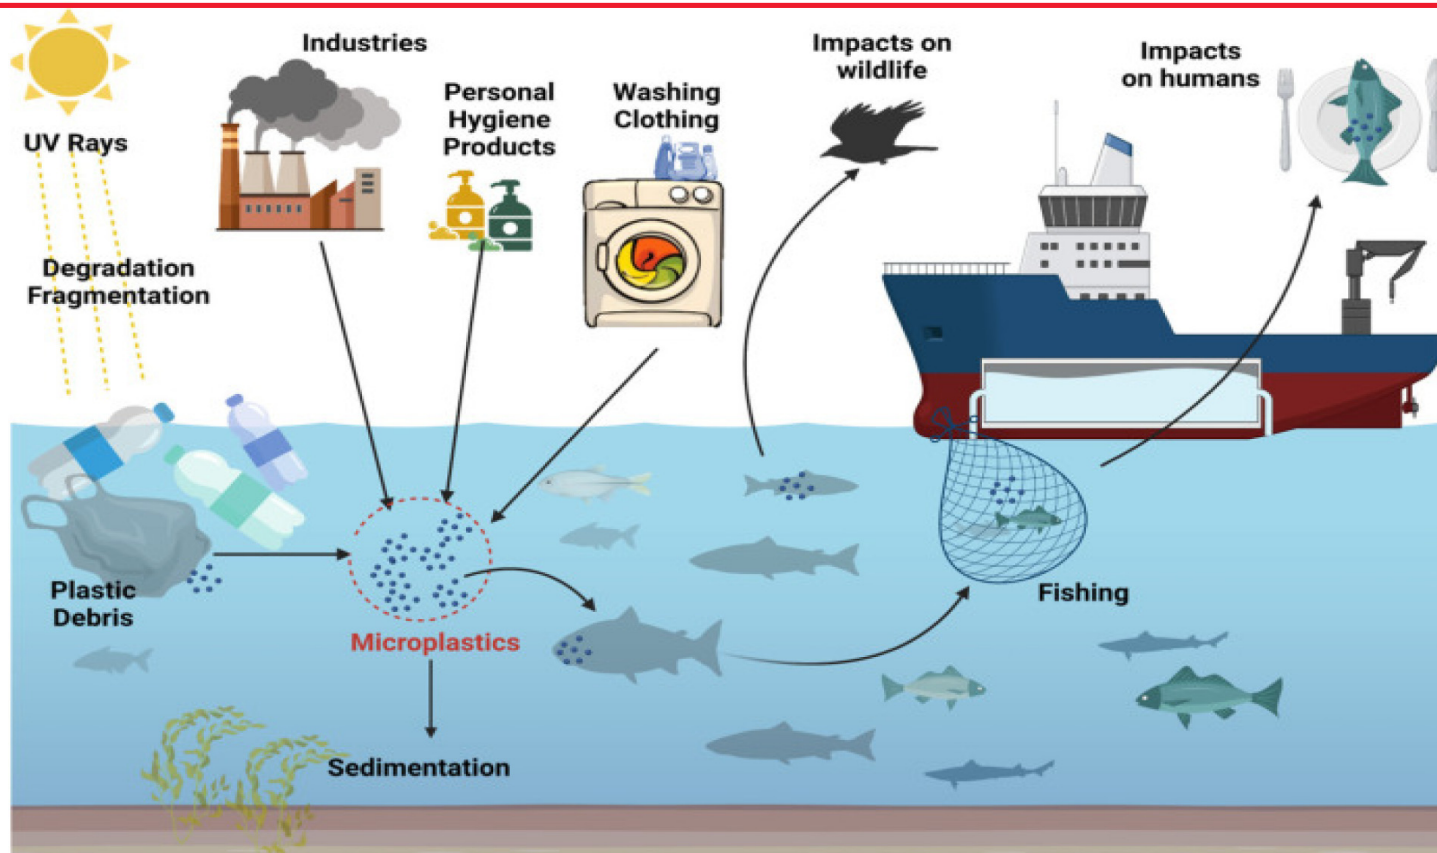 Industries
Impacts on
wildlife
Impacts
on humans
Personal
Hygiene
Products
Washing
Clothing
UV Rays
Degradation
Fragmentation
Plastic
Debris
Microplastics
Fishing
Sedimentation